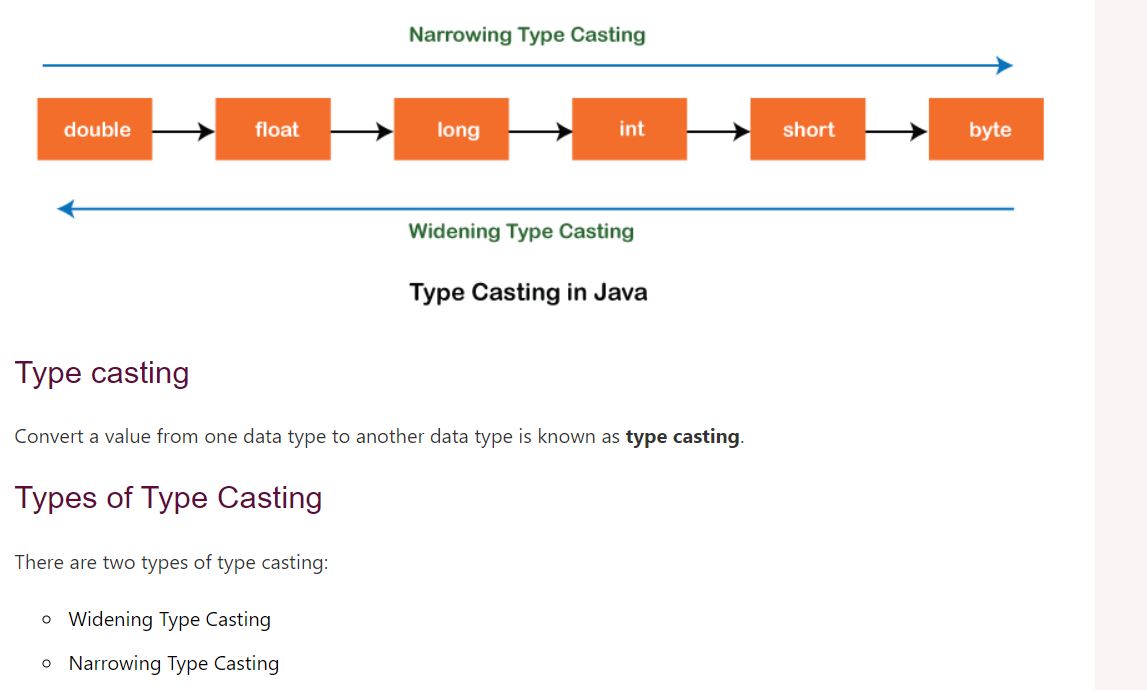 Narrowing Type Casting
double float long int short byte
Widening Type Casting
Type Casting in Java
Type casting
Convert a value from one data type to another data type is known as type casting.
Types of Type Casting
There are two types of type casting:
Widening Type Casting
Narrowing Type Casting